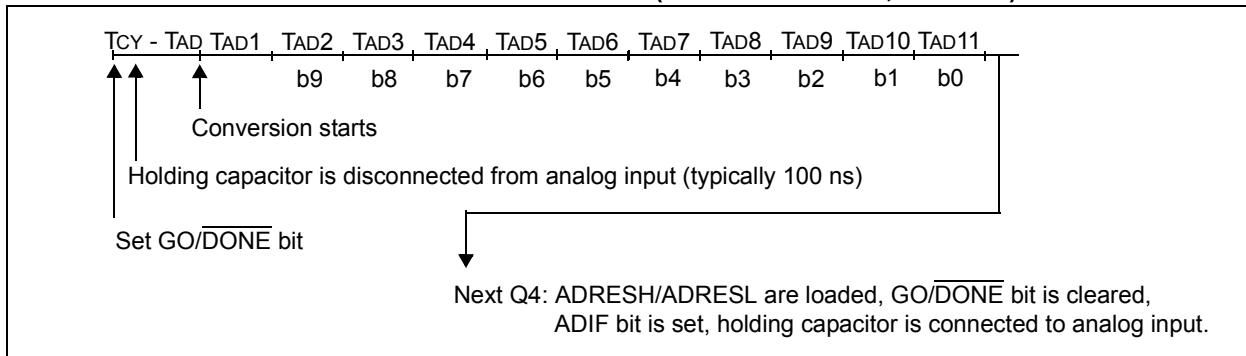 TCY - TAD TAD1 TAD2 TAD3 TAD4 TAD5 TAD6 TAD7 TAD8 TAD9 TAD10 TAD11
b9 b8 b7 b6 b5 b4 b3 b2 b1 b0
Conversion starts
Holding capacitor is disconnected from analog input (typically 100 ns)
Set GO/DONE bit
Next Q4: ADRESH/ADRESL are loaded, GO/DONE bit is cleared,
ADIF bit is set, holding capacitor is connected to analog input.